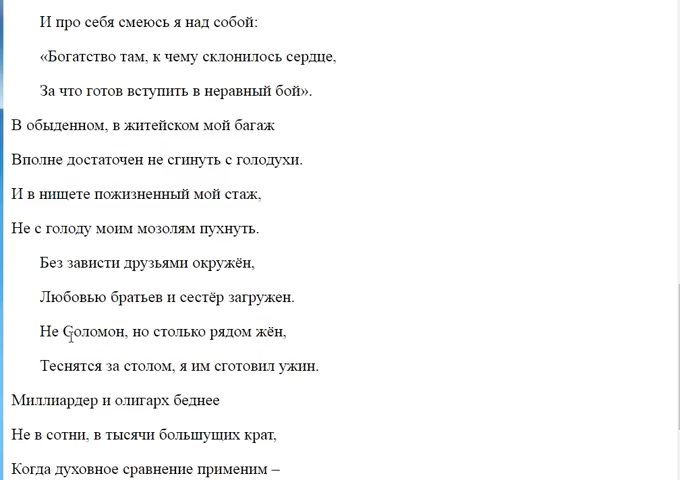 И про себя смеюсь я над собой:
«Богатство там, к чему склонилось сердце,
За что готов вступить в неравный бой».
В обыденном, в житейском мой багаж
Вполне достаточен не сгинуть с голодухи.
И в нищете пожизненный мой стаж,
Не с голоду моим мозолям пухнуть.
Без зависти друзьями окружён,
Любовью братьев и сестёр загружен.
Не Соломон, но столько рядом жён,
Теснятся за столом, я им сготовил ужин.
Миллиардер и олигарх беднее
Не в сотни, в тысячи большущих крат,
Когда духовное сравнение применим –